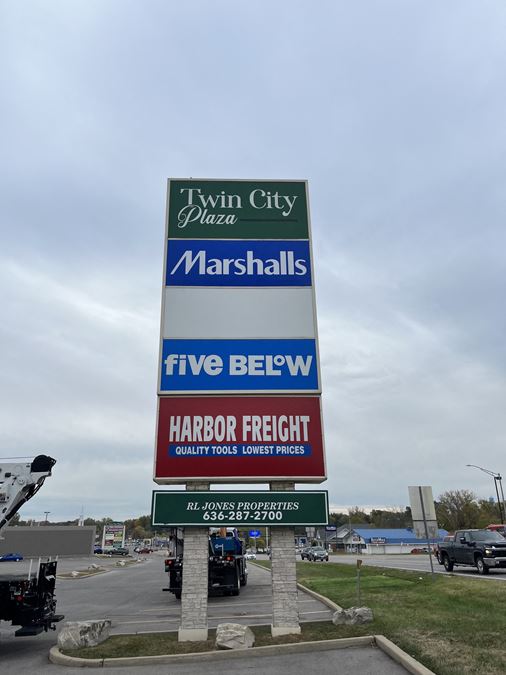 Twin City
Plaza
Marshalls
five BELOW
HARBOR FREIGHT
QUALITY TOOLS LOWEST PRICES
RL JONES PROPERTIES
636-287-2700